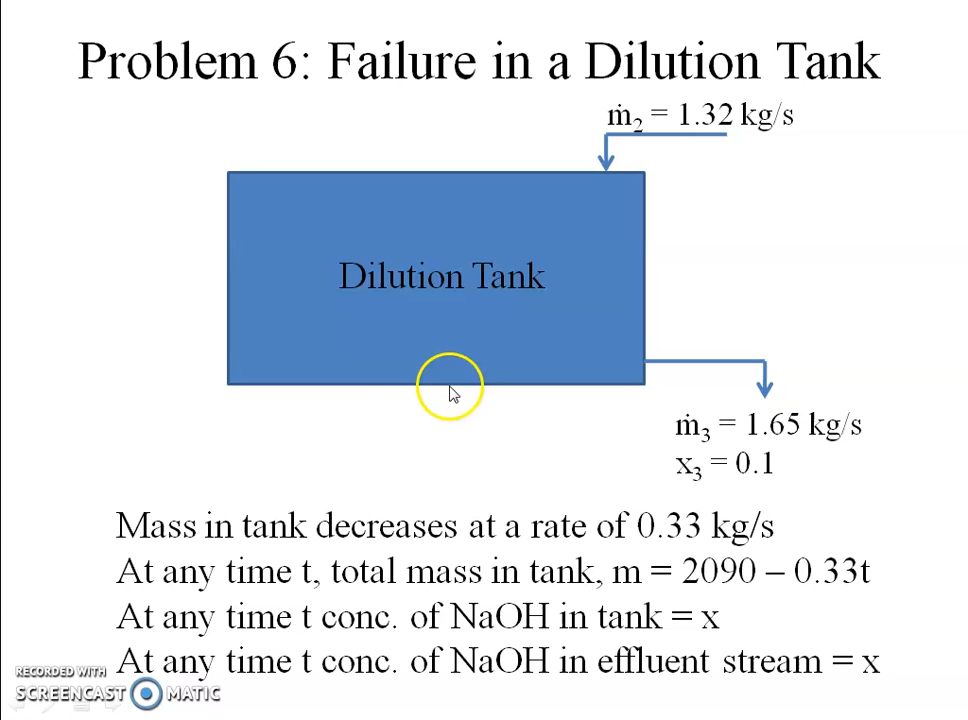 Problem 6: Failure in a Dilution Tank
ṁ₂ = 1.32 kg/s
Dilution Tank
ṁ₃ = 1.65 kg/s
x₃ = 0.1
Mass in tank decreases at a rate of 0.33 kg/s
At any time t, total mass in tank, m = 2090 – 0.33t
At any time t conc. of NaOH in tank = x
At any time t conc. of NaOH in effluent stream = x
RECORDED WITH
SCREENCAST MATIC